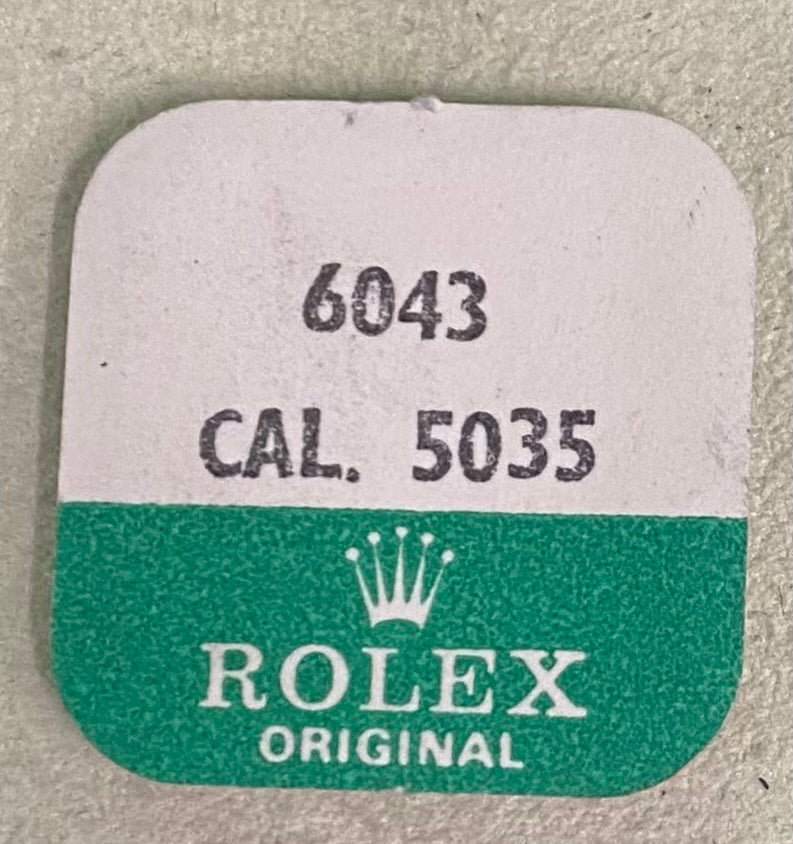 6043
CAL. 5035
ROLEX
ORIGINAL